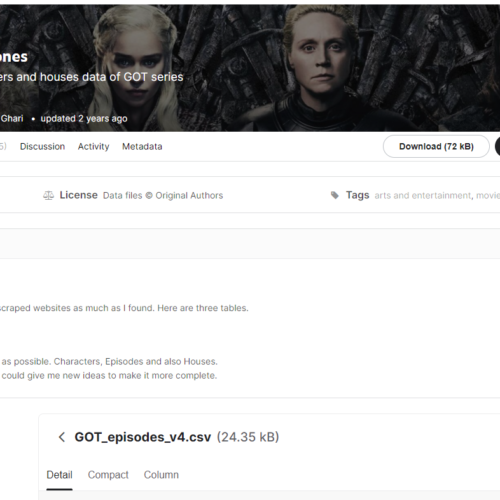 ones
ers and houses data of GOT series
Ghari • updated 2 years ago
Discussion Activity Metadata Download (72 kB)
License Data files © Original Authors Tags arts and entertainment, movie
scraped websites as much as I found. Here are three tables.
as possible. Characters, Episodes and also Houses.
could give me new ideas to make it more complete.
GOT_episodes_v4.csv (24.35 kB)
Detail Compact Column